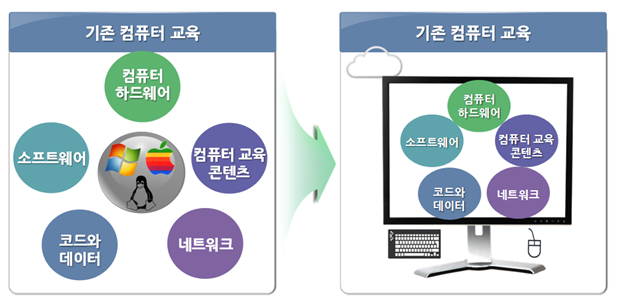 기존 컴퓨터 교육
컴퓨터
하드웨어
소프트웨어
컴퓨터 교육
콘텐츠
코드와
데이터
네트워크
기존 컴퓨터 교육
컴퓨터
하드웨어
소프트웨어
컴퓨터 교육
콘텐츠
코드와
데이터
네트워크